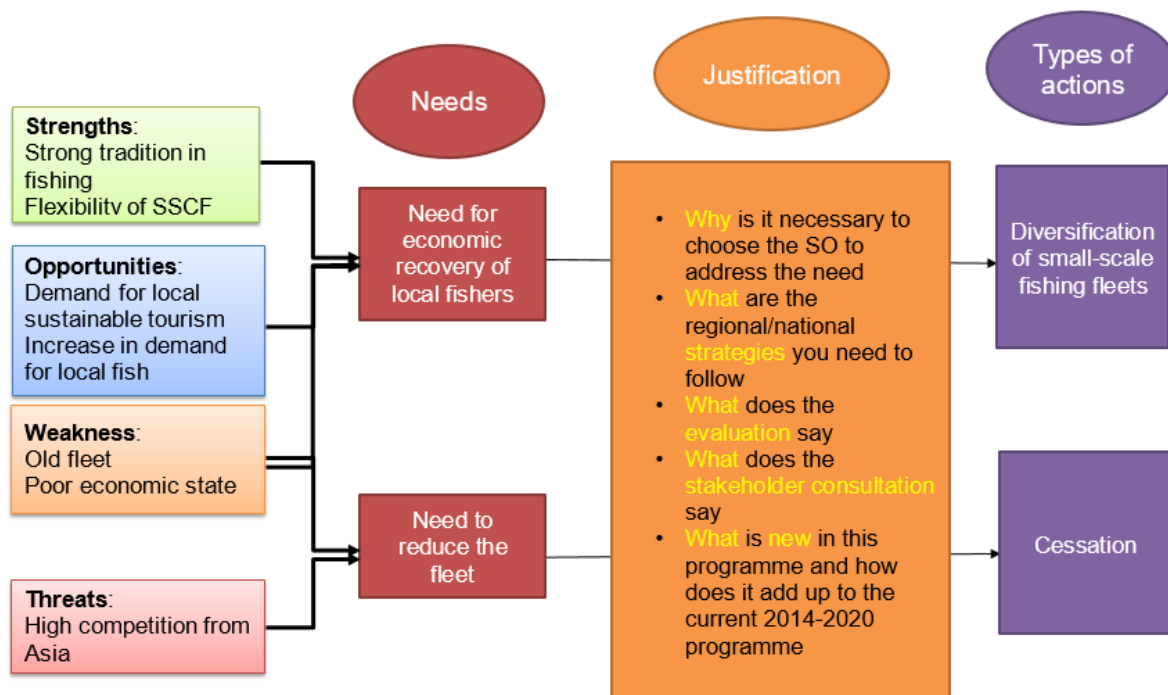 Needs
Justification
Types of
actions
Strengths:
Strong tradition in
fishing
Flexibility of SSCF
Opportunities:
Demand for local
sustainable tourism
Increase in demand
for local fish
Weakness:
Old fleet
Poor economic state
Threats:
High competition from
Asia
Need for
economic
recovery of
local fishers
Need to
reduce the
fleet
• Why is it necessary to
choose the SO to
address the need
• What are the
regional/national
strategies you need to
follow
• What does the
evaluation say
• What does the
stakeholder consultation
say
• What is new in this
programme and how
does it add up to the
current 2014-2020
programme
Diversification
of small-scale
fishing fleets
Cessation